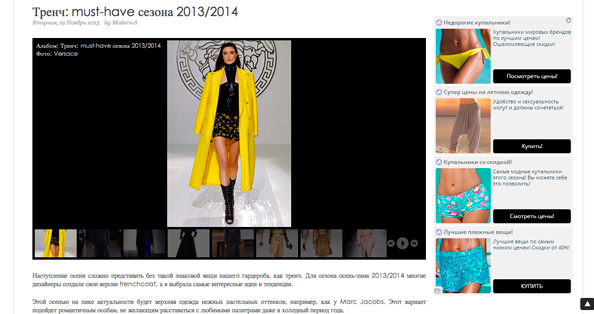 Тренч: must-have сезона 2013/2014
Вторник, 19 Ноябрь 2013 by Modern-S
Альбом: Тренч: must-have сезона 2013/2014
Фото: Versace
Наступление осени сложно представить без такой знаковой вещи нашего гардероба, как тренч. Для сезона осень-зима 2013/2014 многие
дизайнеры создали свои версии trenchcoat, а я выбрала самые интересные идеи и тенденции.
Этой осенью на пике актуальности будет верхняя одежда нежных пастельных оттенков, например, как у Marc Jacobs. Этот вариант
подойдет романтичным особам, не желающим расставаться с любимыми палитрами даже в холодный период года.
Недорогие купальники!
Купальники мировых брендов
по лучшим ценам!
Ошеломляющие скидки!
Посмотреть цены!
Супер цены на летнюю одежду!
Удобство и сексуальность
могут и должны сочетаться!
Купить!
Купальники со скидкой!
Самые модные купальники
этого сезона! Вы можете себе
это позволить!
Смотреть цены!
Лучшие пляжные вещи!
Лучшие вещи по самым
низким ценам! Скидки от 40%!
КУПИТЬ